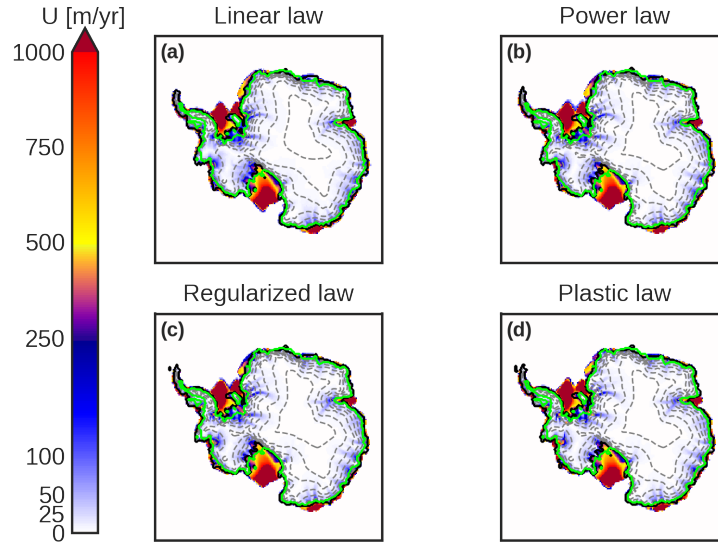 U [m/yr]
Linear law
Power law
1000
750
500
250
100
50
25
0
(a)
(b)
Regularized law
Plastic law
(c)
(d)